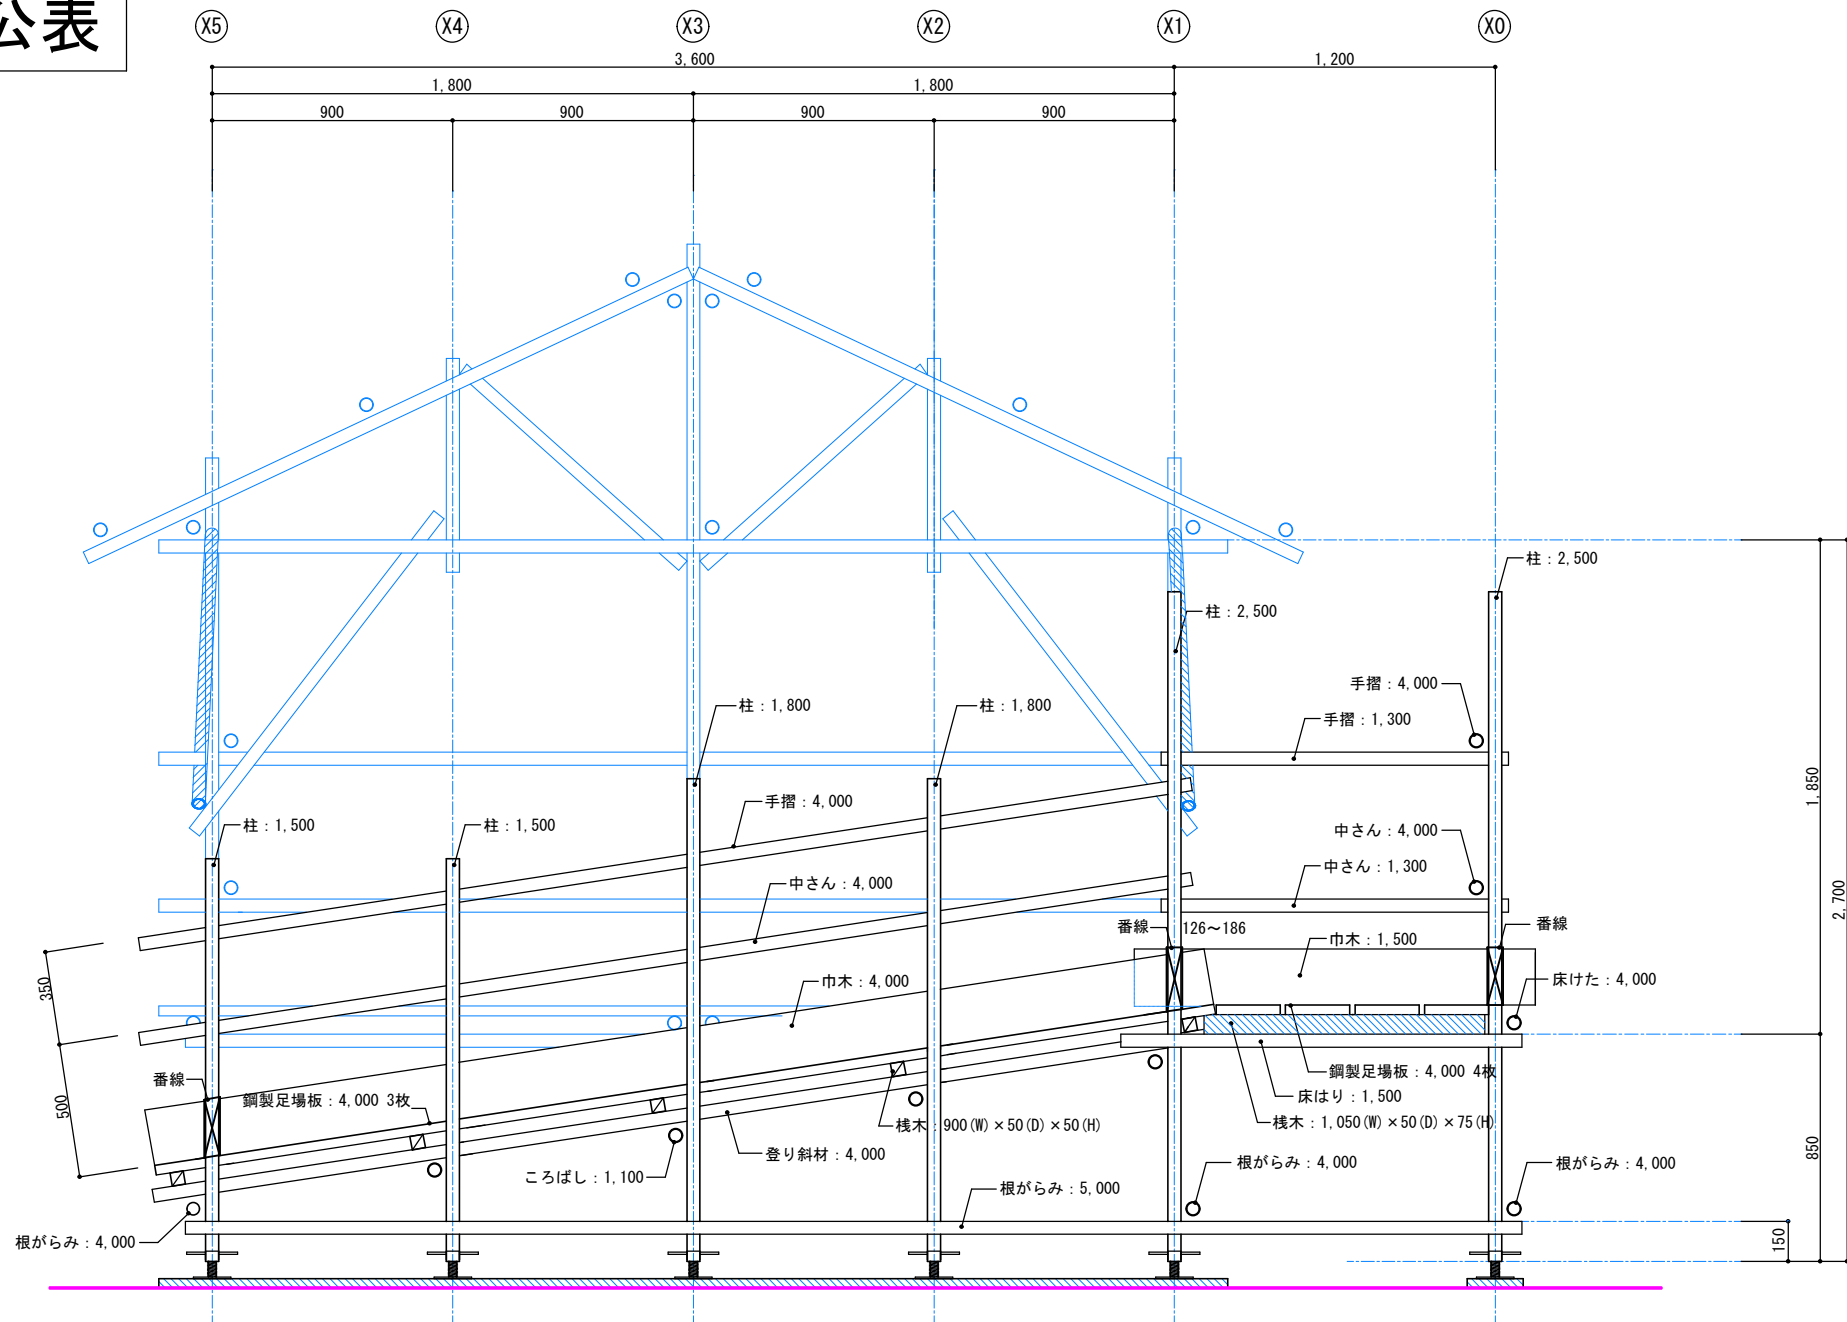 公表
X5 X4 X3 X2 X1 X0
3,600 1,200
1,800 1,800
900 900 900 900
柱：2,500
柱：2,500
手摺：4,000
柱：1,800 柱：1,800
手摺：1,300
手摺：4,000
柱：1,500 柱：1,500
中さん：4,000
中さん：1,300
中さん：4,000
番線 126～186 番線
巾木：1,500
巾木：4,000
床けた：4,000
番線
鋼製足場板：4,000 3枚
鋼製足場板：4,000 4枚
床はり：1,500
桟木：900(W)×50(D)×50(H)
桟木：1,050(W)×50(D)×75(H)
登り斜材：4,000
ころばし：1,100
根がらみ：4,000 根がらみ：4,000
根がらみ：5,000
根がらみ：4,000
350
500
1,850
2,700
850
150